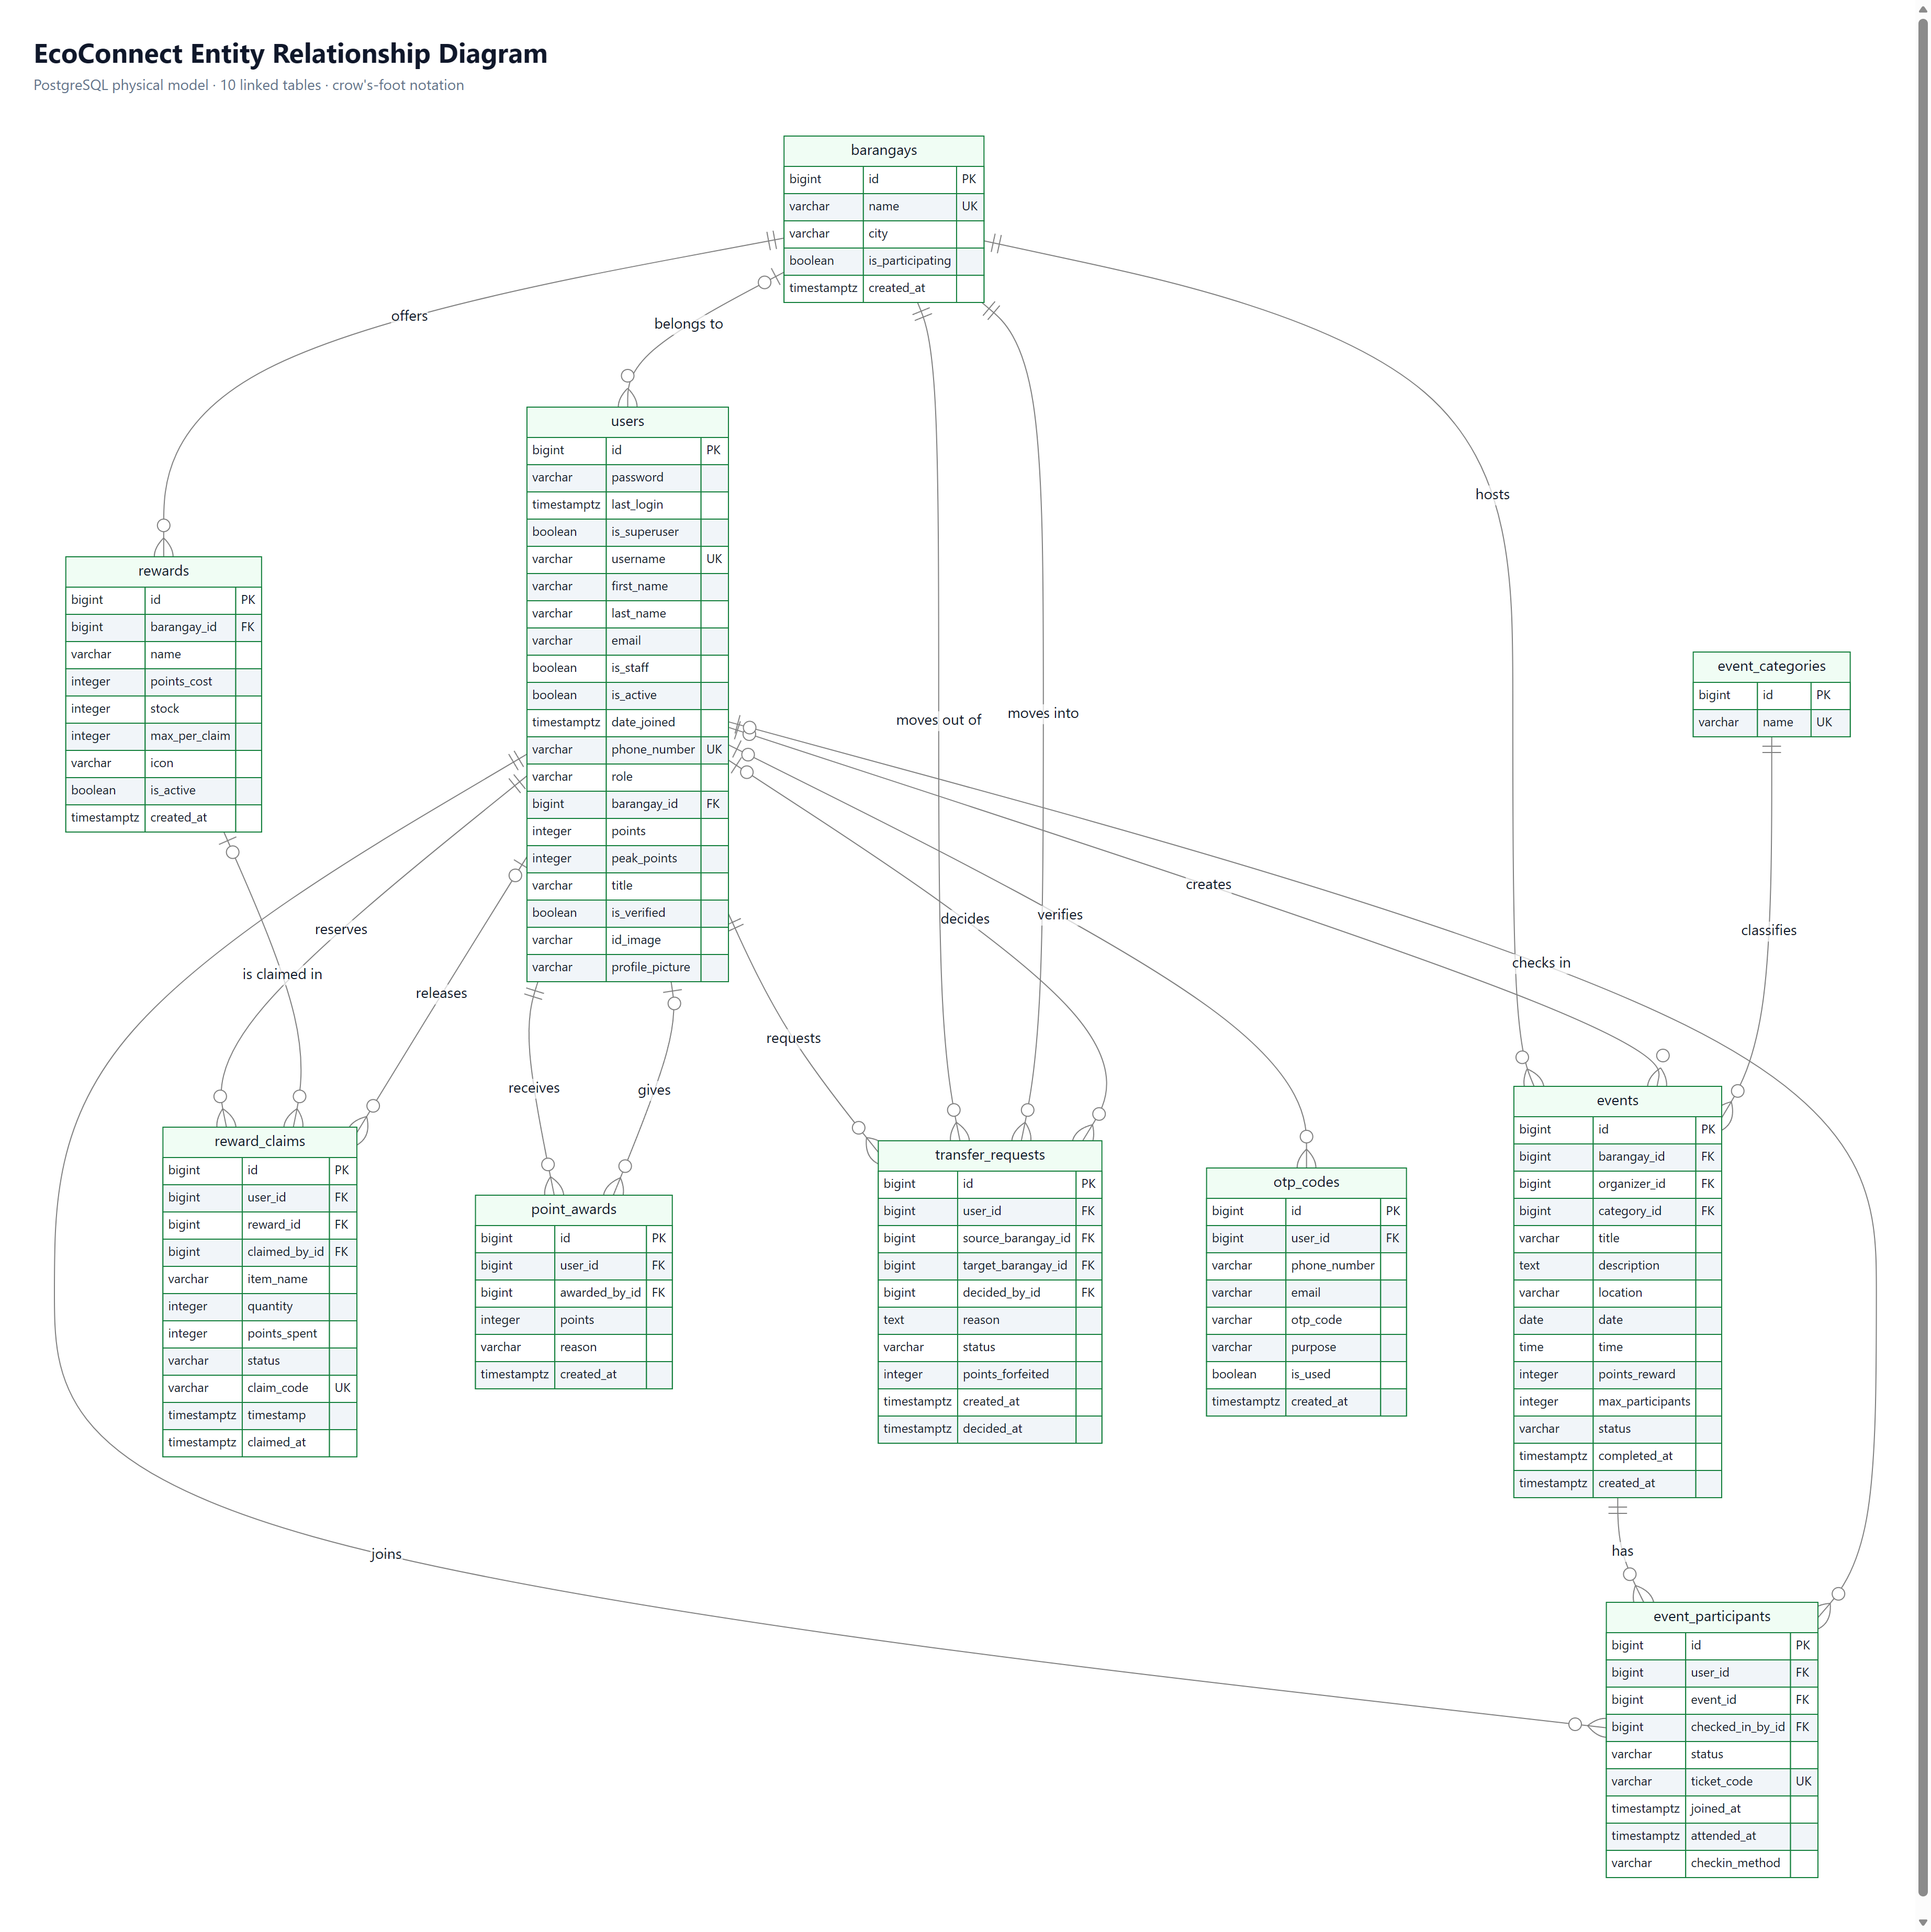 EcoConnect Entity Relationship Diagram
PostgreSQL physical model · 10 linked tables · crow's-foot notation
barangays
bigint id PK
varchar name UK
varchar city
boolean is_participating
timestamptz created_at
offers
belongs to
users
bigint id PK
varchar password
timestamptz last_login
boolean is_superuser
varchar username UK
varchar first_name
varchar last_name
varchar email
boolean is_staff
boolean is_active
timestamptz date_joined
varchar phone_number UK
varchar role
bigint barangay_id FK
integer points
integer peak_points
varchar title
boolean is_verified
varchar id_image
varchar profile_picture
hosts
rewards
bigint id PK
bigint barangay_id FK
varchar name
integer points_cost
integer stock
integer max_per_claim
varchar icon
boolean is_active
timestamptz created_at
event_categories
bigint id PK
varchar name UK
moves out of
moves into
creates
decides
verifies
reserves
classifies
checks in
is claimed in
releases
requests
receives
gives
reward_claims
bigint id PK
bigint user_id FK
bigint reward_id FK
bigint claimed_by_id FK
varchar item_name
integer quantity
integer points_spent
varchar status
varchar claim_code UK
timestamptz timestamp
timestamptz claimed_at
point_awards
bigint id PK
bigint user_id FK
bigint awarded_by_id FK
integer points
varchar reason
timestamptz created_at
transfer_requests
bigint id PK
bigint user_id FK
bigint source_barangay_id FK
bigint target_barangay_id FK
bigint decided_by_id FK
text reason
varchar status
integer points_forfeited
timestamptz created_at
timestamptz decided_at
otp_codes
bigint id PK
bigint user_id FK
varchar phone_number
varchar email
varchar otp_code
varchar purpose
boolean is_used
timestamptz created_at
events
bigint id PK
bigint barangay_id FK
bigint organizer_id FK
bigint category_id FK
varchar title
text description
varchar location
date date
time time
integer points_reward
integer max_participants
varchar status
timestamptz completed_at
timestamptz created_at
joins
has
event_participants
bigint id PK
bigint user_id FK
bigint event_id FK
bigint checked_in_by_id FK
varchar status
varchar ticket_code UK
timestamptz joined_at
timestamptz attended_at
varchar checkin_method